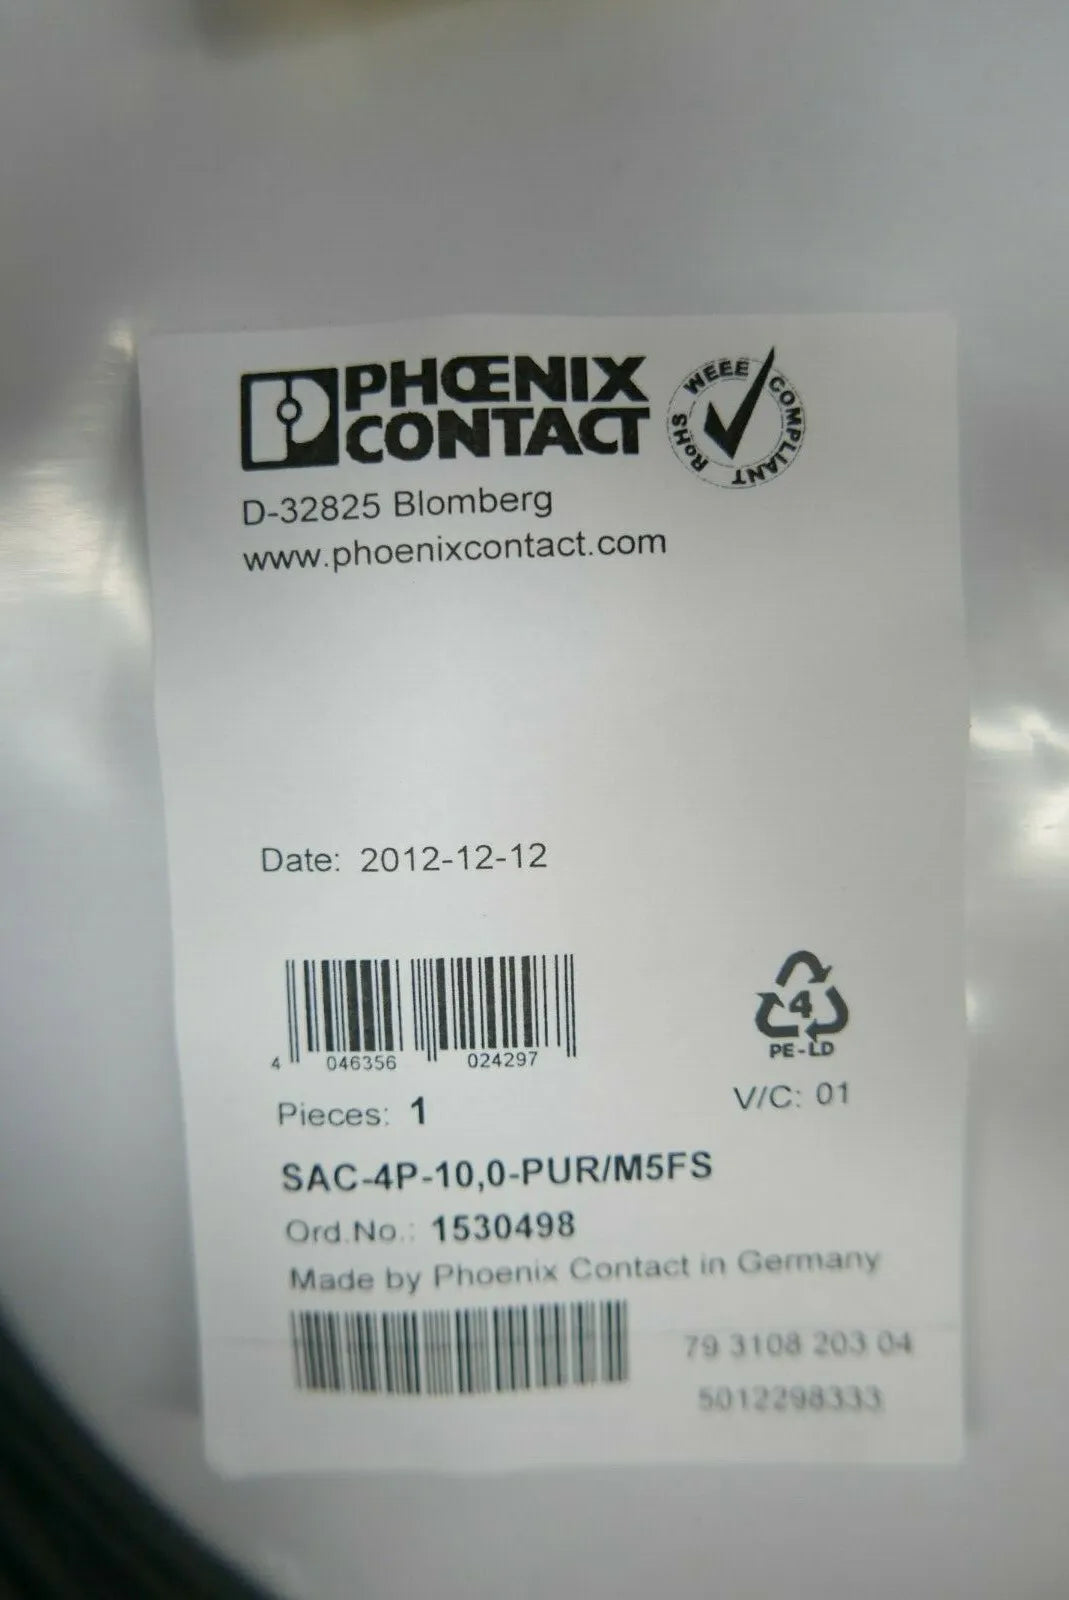 PHŒNIX
CONTACT
WEEE COMPLIANT RoHS
D-32825 Blomberg
www.phoenixcontact.com
Date: 2012-12-12
4 046356 024297
4
PE-LD
Pieces: 1
V/C: 01
SAC-4P-10,0-PUR/M5FS
Ord.No.: 1530498
Made by Phoenix Contact in Germany
79 3108 203 04
5012298333